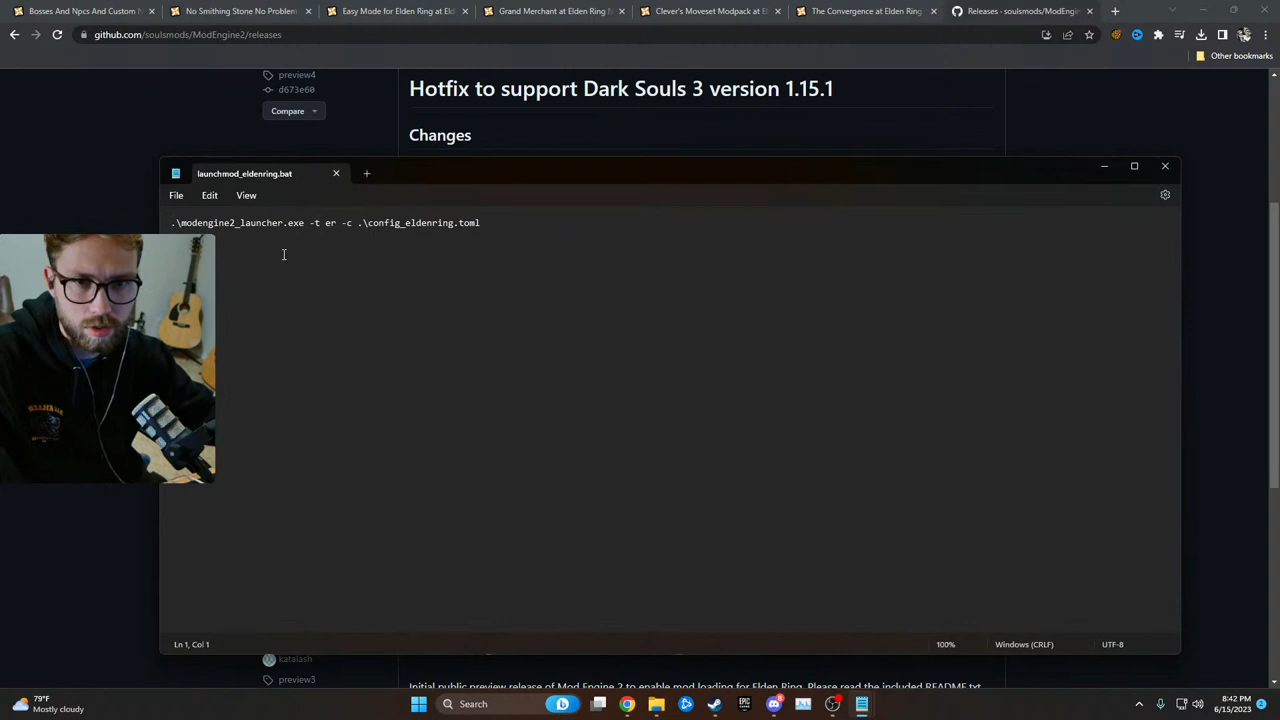 Bosses And Npcs And Custom M
No Smithing Stone No Problem
Easy Mode for Elden Ring at Eld
Grand Merchant at Elden Ring N
Clever's Moveset Modpack at El
The Convergence at Elden Ring
Releases - soulsmods/ModEngin
github.com/soulsmods/ModEngine2/releases
Other bookmarks
preview4
d673e60
Compare
Hotfix to support Dark Souls 3 version 1.15.1
Changes
launchmod_eldenring.bat
File
Edit
View
.\modengine2_launcher.exe -t er -c .\config_eldenring.toml
Ln 1, Col 1
100%
Windows (CRLF)
UTF-8
katalash
preview3
Initial public preview release of Mod Engine 2 to enable mod loading for Elden Ring. Please read the included README.txt
79°F
Mostly cloudy
Search
8:42 PM
6/15/2023